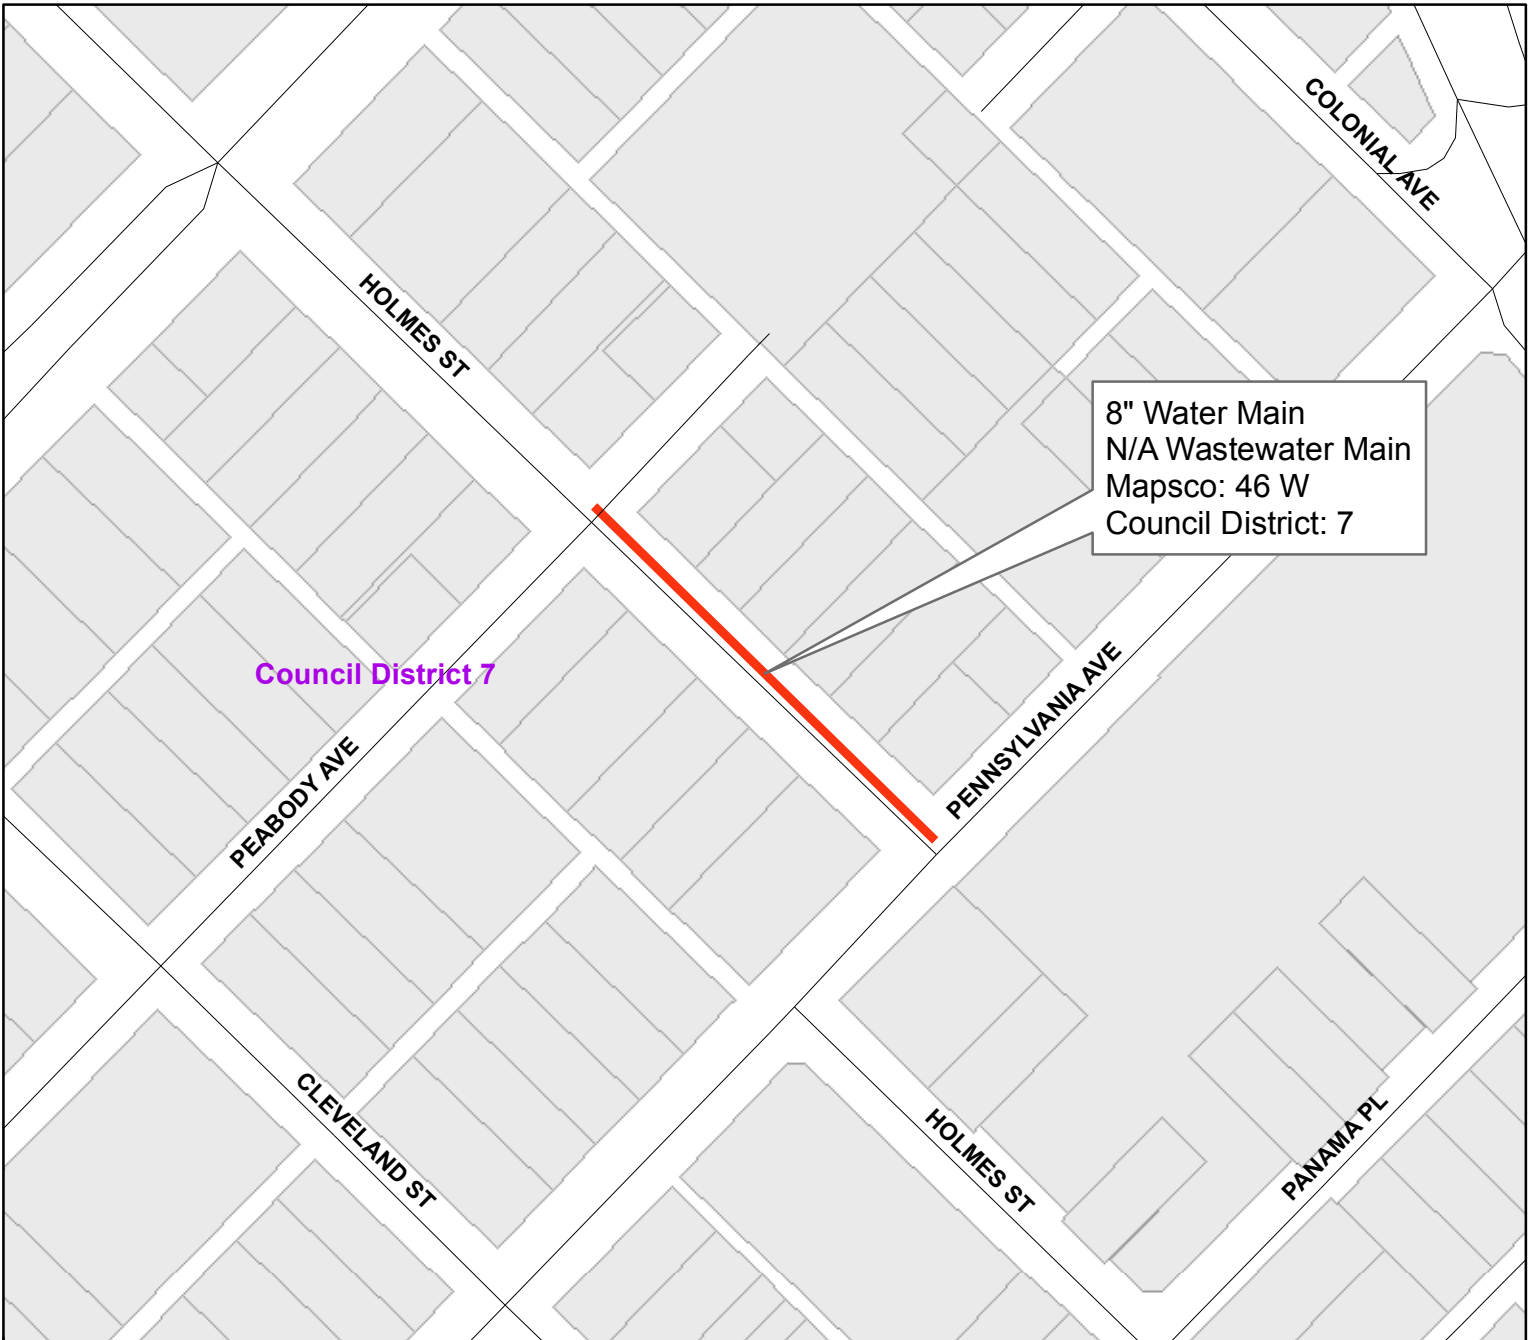 COLONIAL AVE
HOLMES ST
8" Water Main
N/A Wastewater Main
Mapsco: 46 W
Council District: 7
Council District 7
PENNSYLVANIA AVE
PEABODY AVE
CLEVELAND ST
HOLMES ST
PANAMA PL